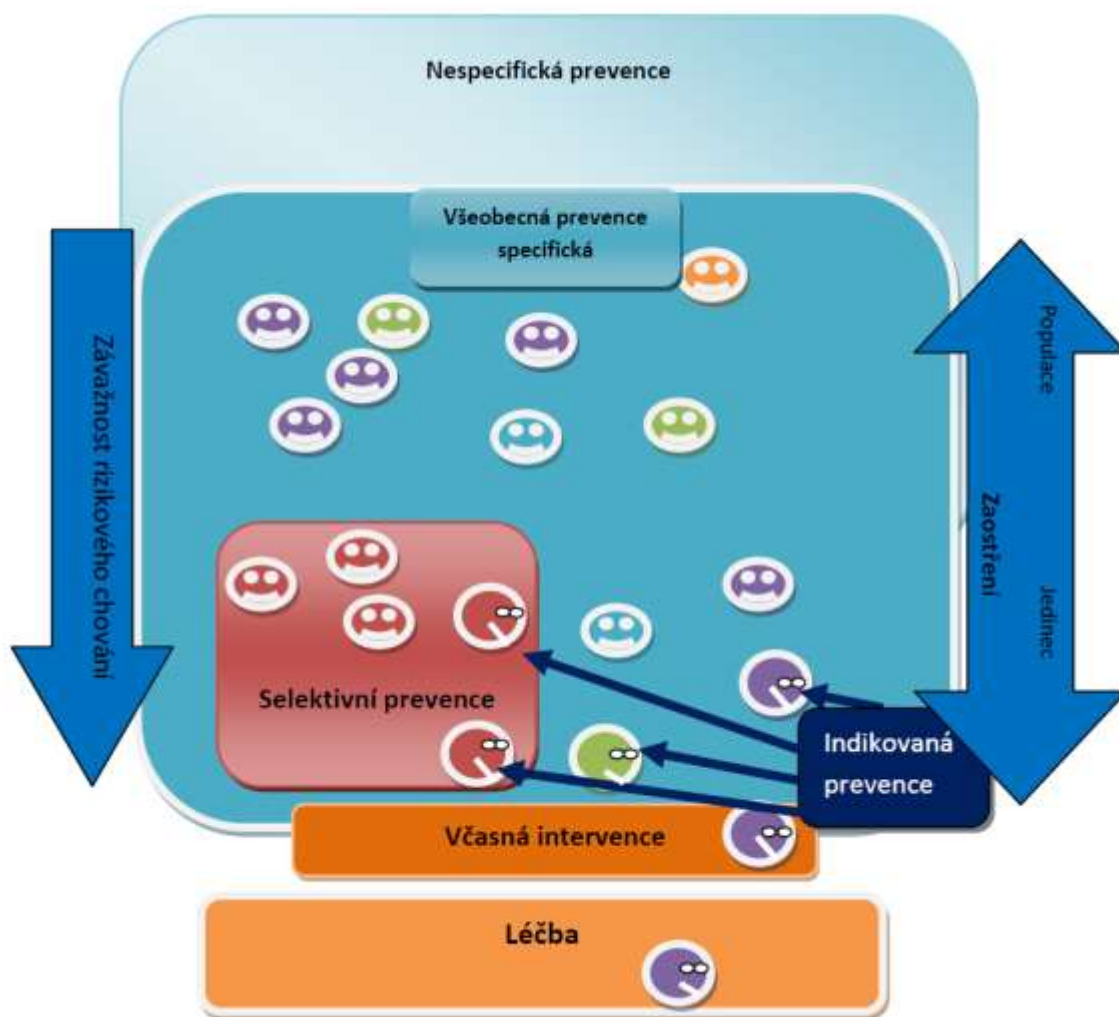 Nespecifická prevence
Všeobecná prevence
specifická
Závažnost rizikového chování
Populace
Zaostření
Jedinec
Selektivní prevence
Indikovaná
prevence
Včasná intervence
Léčba